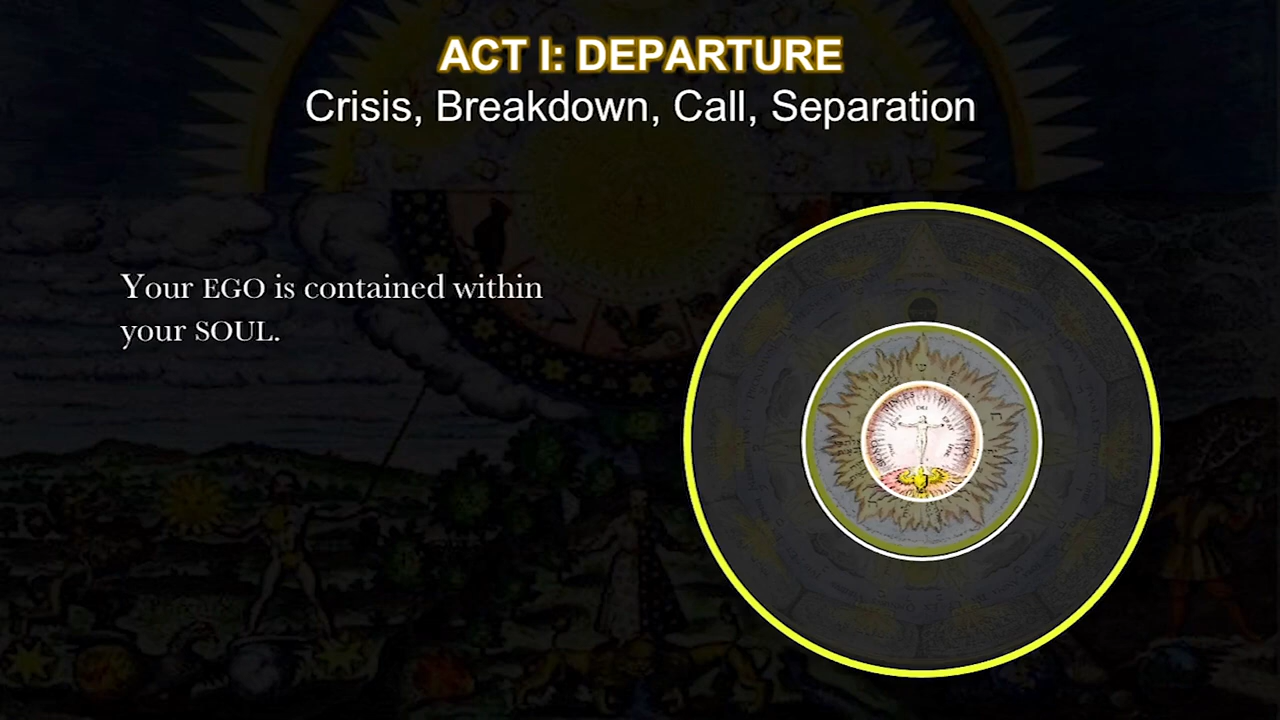 ACT I: DEPARTURE
Crisis, Breakdown, Call, Separation
Your EGO is contained within
your SOUL.